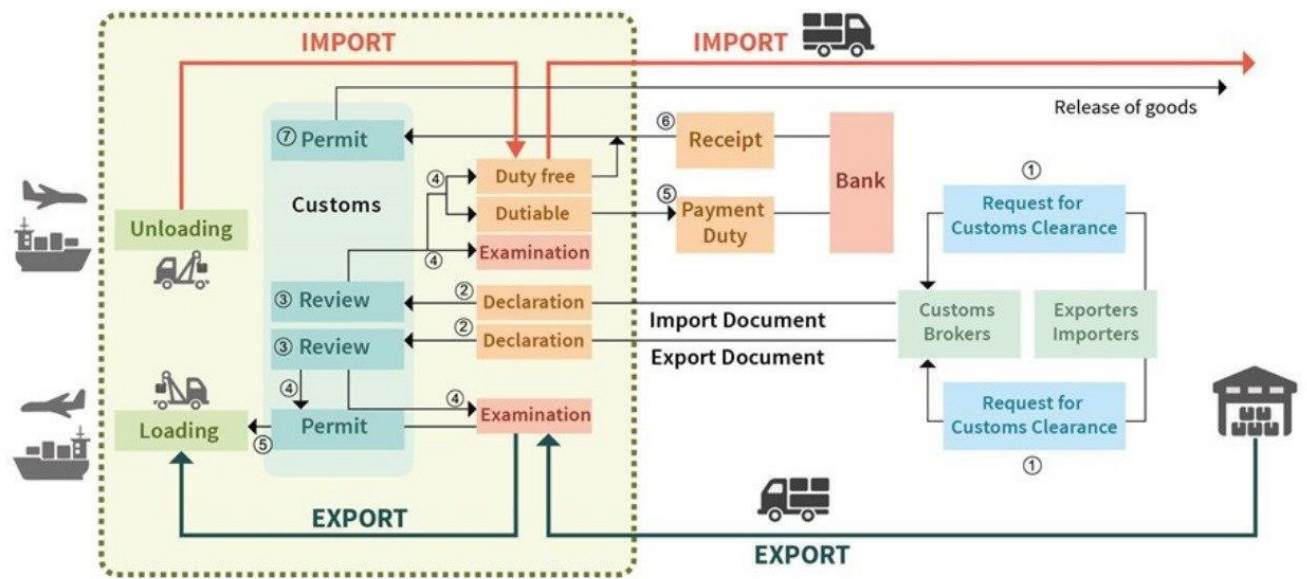 IMPORT
IMPORT
Release of goods
⑦ Permit
⑥
Receipt
Bank
①
Request for
Customs Clearance
④
Duty free
Customs
Dutiable
⑤
Payment
Duty
Unloading
④
Examination
③ Review
②
Declaration
Import Document
Customs
Brokers
Exporters
Importers
③ Review
②
Declaration
Export Document
④
④
Examination
Request for
Customs Clearance
Loading
⑤
Permit
①
EXPORT
EXPORT